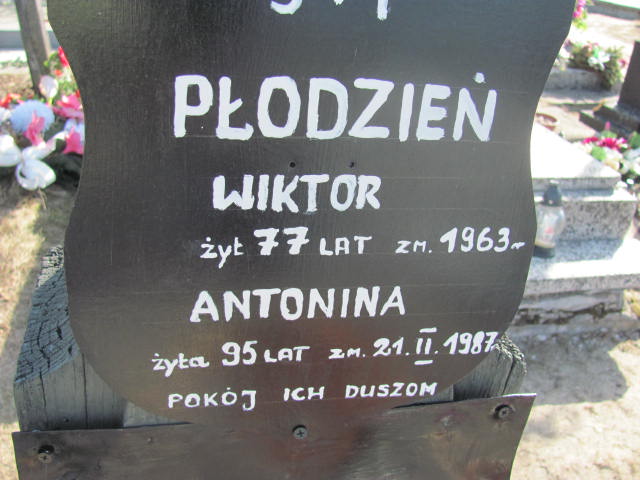 PŁODZIEŃ
WIKTOR
żył 77 LAT zm. 1963 r
ANTONINA
żyła 95 LAT zm. 21. II. 1987
POKÓJ ICH DUSZOM